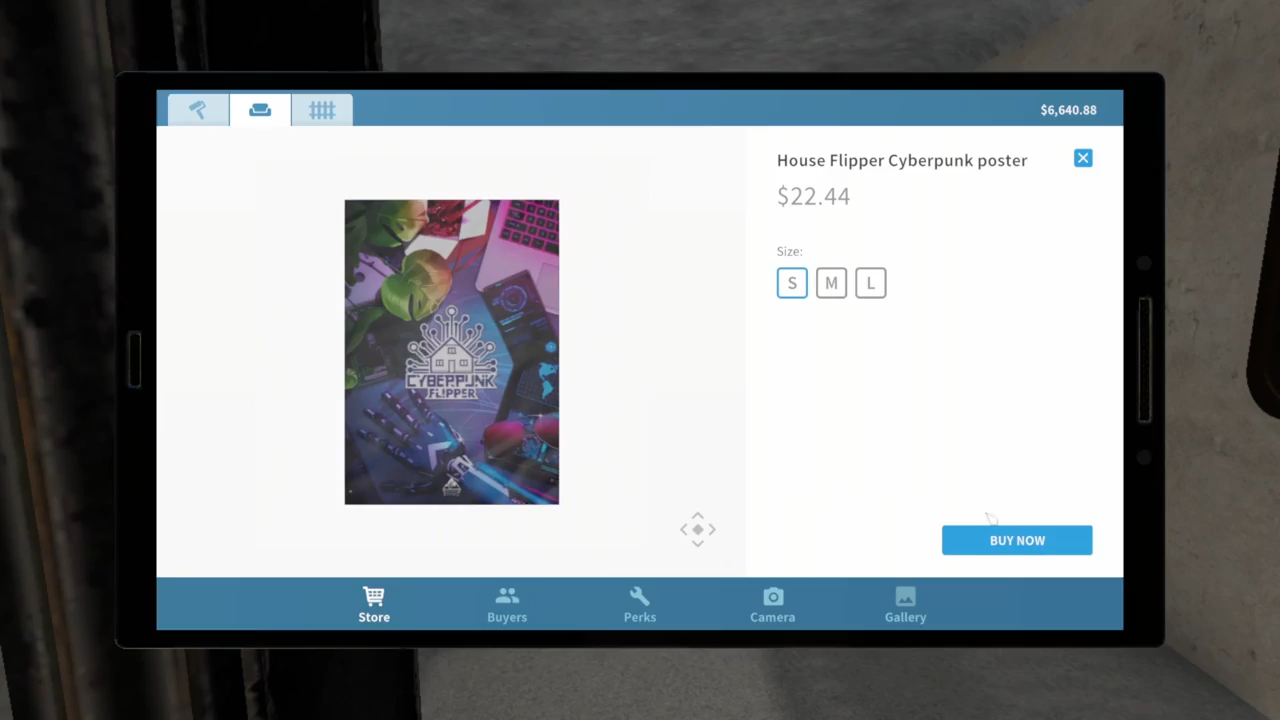 $6,640.88
House Flipper Cyberpunk poster
$22.44
Size:
S M L
CYBERPUNK
FLIPPER
BUY NOW
Store Buyers Perks Camera Gallery